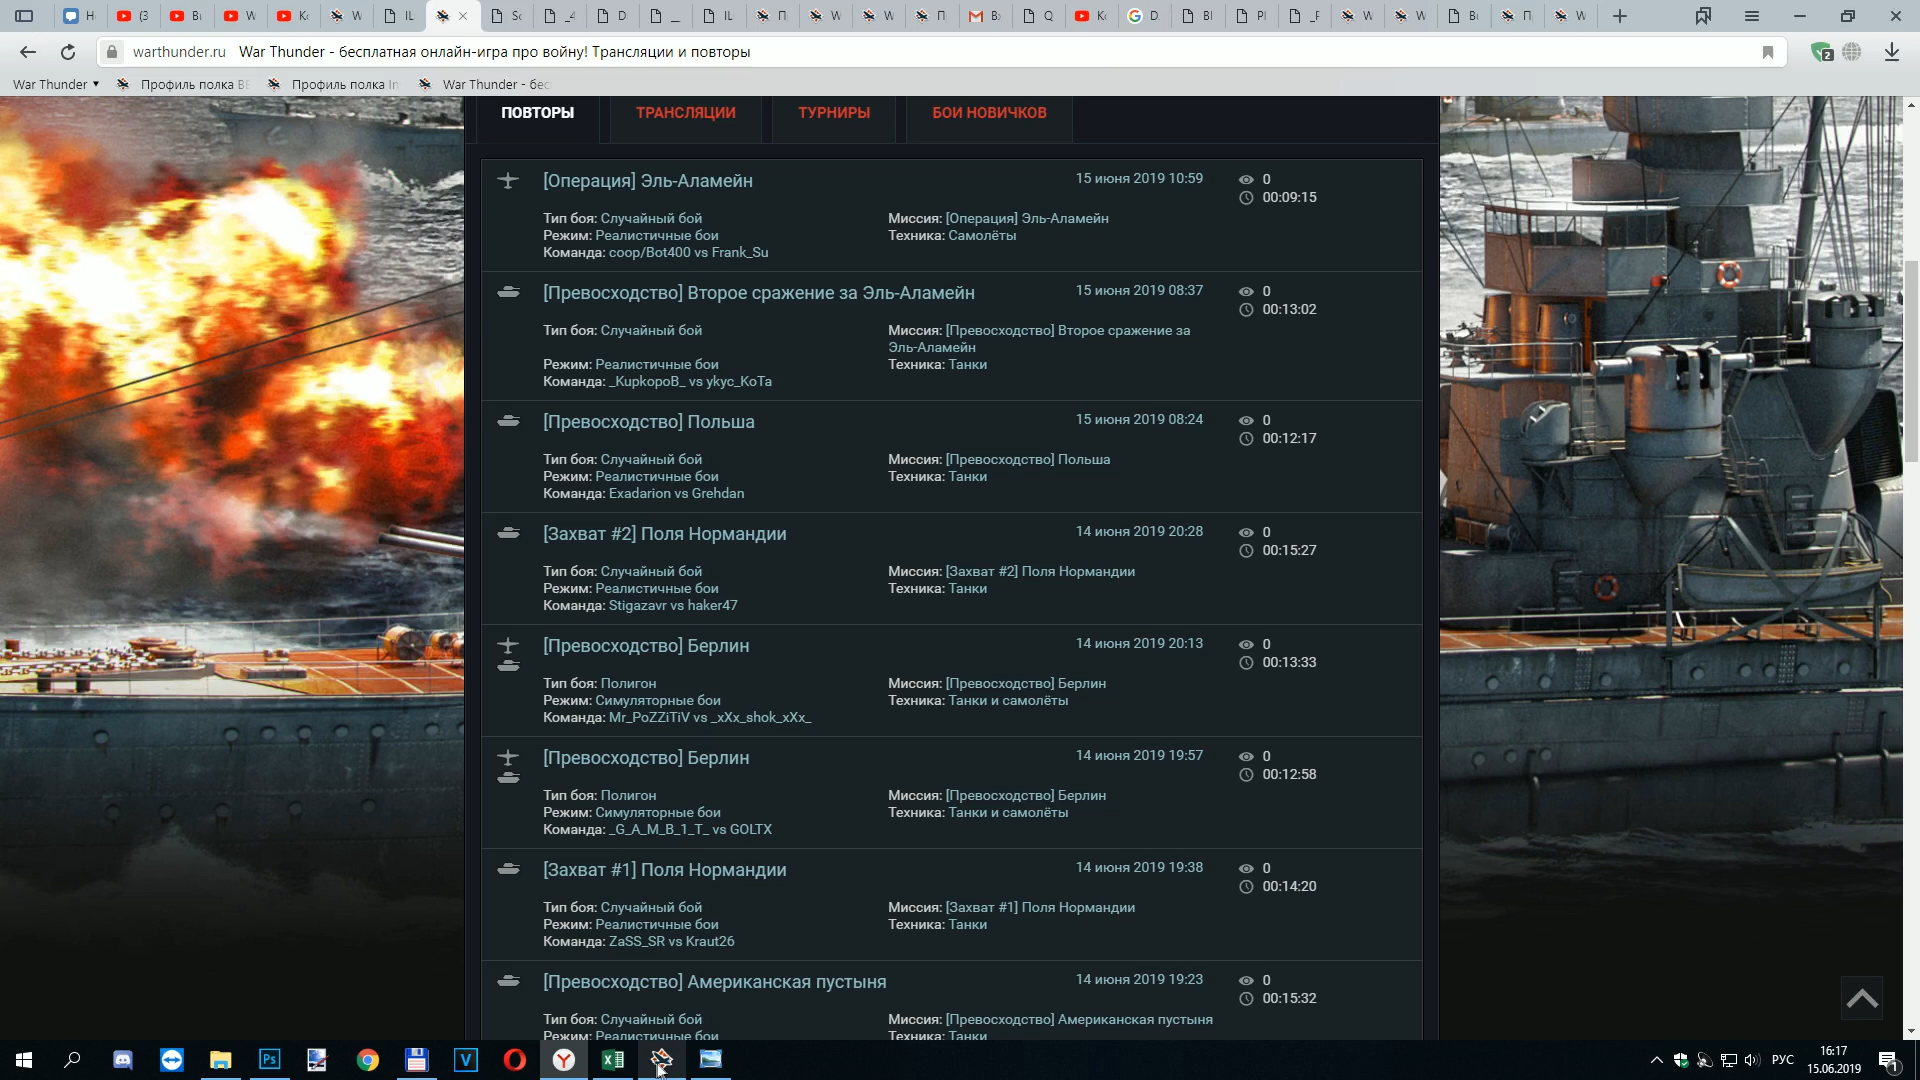 warthunder.ru War Thunder - бесплатная онлайн-игра про войну! Трансляции и повторы
2
War Thunder
Профиль полка
Профиль полка
War Thunder - бес
ПОВТОРЫ ТРАНСЛЯЦИИ ТУРНИРЫ БОИ НОВИЧКОВ
[Операция] Эль-Аламейн 15 июня 2019 10:59 0
00:09:15
Тип боя: Случайный бой Миссия: [Операция] Эль-Аламейн
Режим: Реалистичные бои Техника: Самолёты
Команда: coop/Bot400 vs Frank_Su
[Превосходство] Второе сражение за Эль-Аламейн 15 июня 2019 08:37 0
00:13:02
Тип боя: Случайный бой Миссия: [Превосходство] Второе сражение за
Эль-Аламейн
Режим: Реалистичные бои Техника: Танки
Команда: _KupkopoB_ vs ykyc_KoTa
[Превосходство] Польша 15 июня 2019 08:24 0
00:12:17
Тип боя: Случайный бой Миссия: [Превосходство] Польша
Режим: Реалистичные бои Техника: Танки
Команда: Exadarion vs Grehdan
[Захват #2] Поля Нормандии 14 июня 2019 20:28 0
00:15:27
Тип боя: Случайный бой Миссия: [Захват #2] Поля Нормандии
Режим: Реалистичные бои Техника: Танки
Команда: Stigazavr vs haker47
[Превосходство] Берлин 14 июня 2019 20:13 0
00:13:33
Тип боя: Полигон Миссия: [Превосходство] Берлин
Режим: Симуляторные бои Техника: Танки и самолёты
Команда: Mr_PoZZiTiV vs _xXx_shok_xXx_
[Превосходство] Берлин 14 июня 2019 19:57 0
00:12:58
Тип боя: Полигон Миссия: [Превосходство] Берлин
Режим: Симуляторные бои Техника: Танки и самолёты
Команда: _G_A_M_B_1_T_ vs GOLTX
[Захват #1] Поля Нормандии 14 июня 2019 19:38 0
00:14:20
Тип боя: Случайный бой Миссия: [Захват #1] Поля Нормандии
Режим: Реалистичные бои Техника: Танки
Команда: ZaSS_SR vs Kraut26
[Превосходство] Американская пустыня 14 июня 2019 19:23 0
00:15:32
Тип боя: Случайный бой Миссия: [Превосходство] Американская пустыня
Режим: Реалистичные бои Техника: Танки
Ps
РУС
16:17
15.06.2019
1